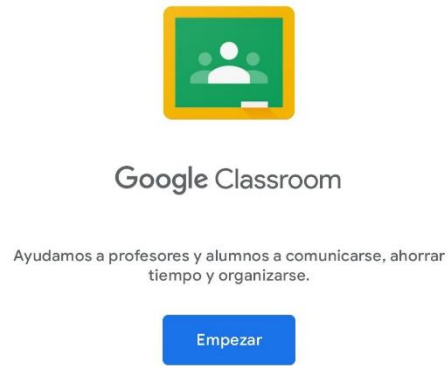 Google Classroom
Ayudamos a profesores y alumnos a comunicarse, ahorrar
tiempo y organizarse.
Empezar